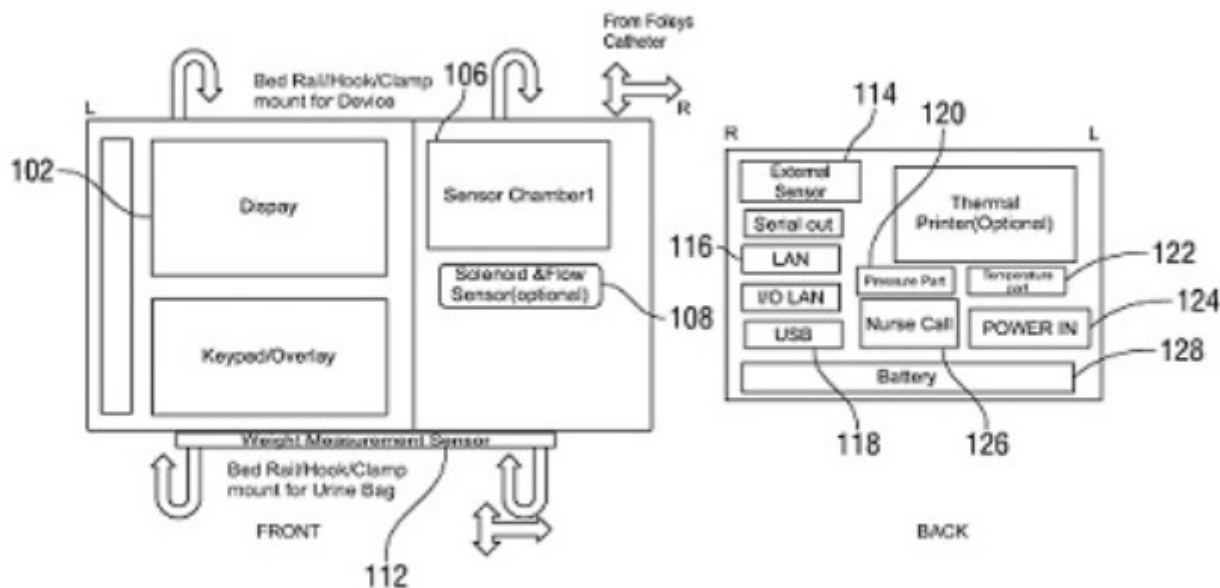 From Foleys
Catheter
Bed Rail/Hook/Clamp
mount for Device
106
L
R
102
Dispay
Sensor Chamber1
Solenoid &Flow
Sensor(optional)
108
Keypad/Overlay
Weight Measurement Sensor
Bed Rail/Hook/Clamp
mount for Urine Bag
FRONT
112
114
120
R
L
External
Sensor
Thermal
Printer(Optional)
Serial out
116
LAN
Pressure Part
Temperature
part
122
I/O LAN
Nurse Call
POWER IN
124
USB
Battery
128
118
126
BACK